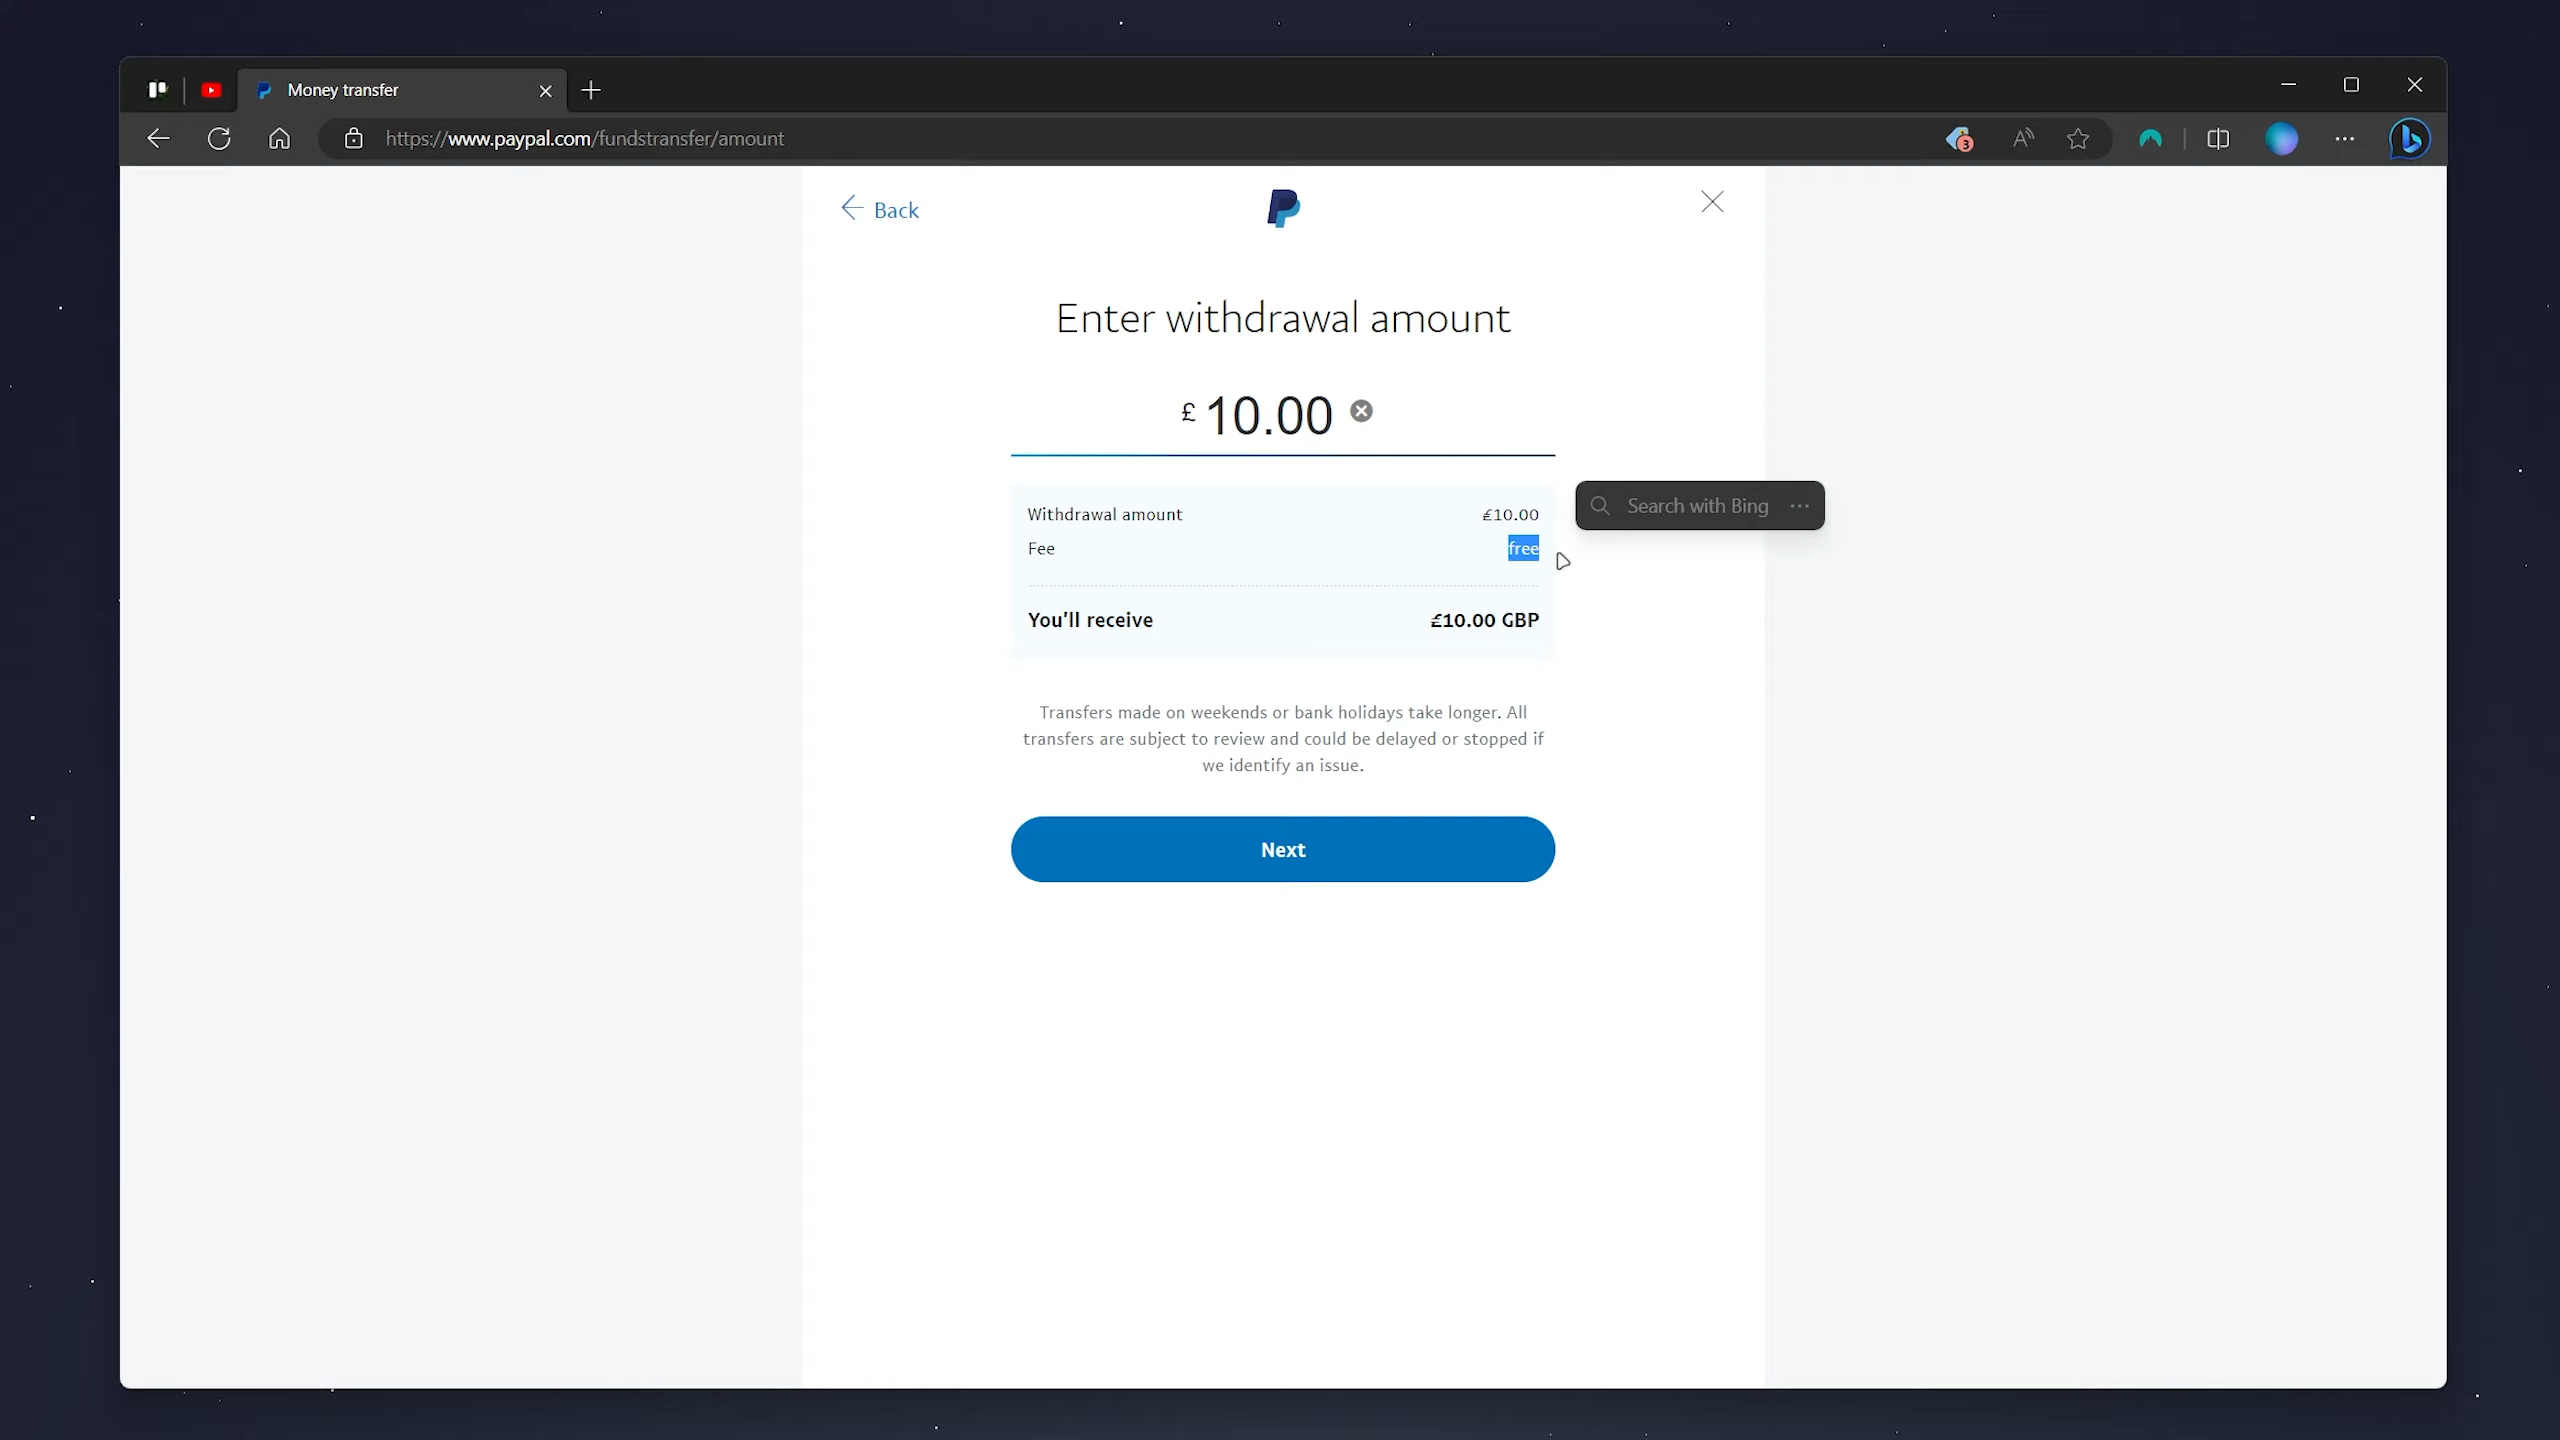 Money transfer
https://www.paypal.com/fundstransfer/amount
3
Back
Enter withdrawal amount
£ 10.00
Withdrawal amount £10.00
Search with Bing
Fee free
You'll receive £10.00 GBP
Transfers made on weekends or bank holidays take longer. All
transfers are subject to review and could be delayed or stopped if
we identify an issue.
Next